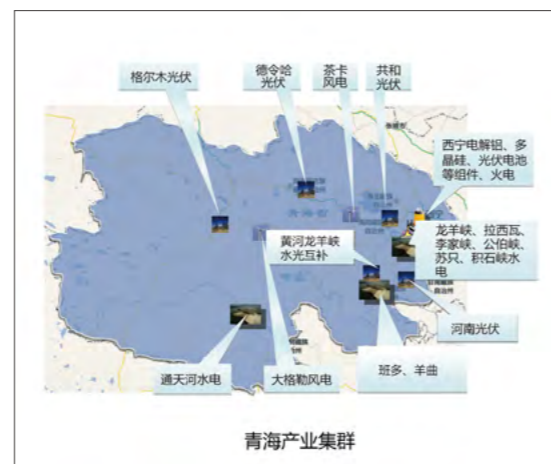 格尔木光伏
德令哈
光伏
茶卡
风电
共和
光伏
西宁电解铝、多
晶硅、光伏电池
等组件、火电
黄河龙羊峡
水光互补
龙羊峡、拉西瓦、
李家峡、公伯峡、
苏只、积石峡水
电
河南光伏
通天河水电
大格勒风电
班多、羊曲
青海产业集群